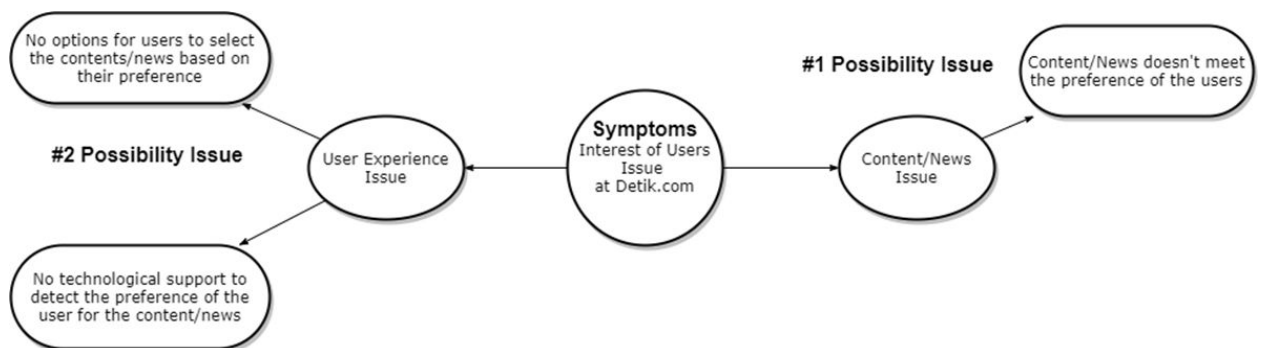 No options for users to select
the contents/news based on
their preference
#2 Possibility Issue
User Experience
Issue
No technological support to
detect the preference of the
user for the content/news
Symptoms
Interest of Users
Issue
at Detik.com
#1 Possibility Issue
Content/News
Issue
Content/News doesn't meet
the preference of the users